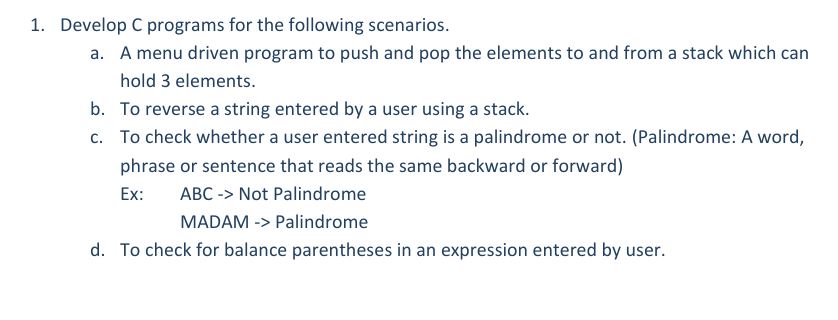 1. Develop C programs for the following scenarios.
a. A menu driven program to push and pop the elements to and from a stack which can
hold 3 elements.
b. To reverse a string entered by a user using a stack.
c. To check whether a user entered string is a palindrome or not. (Palindrome: A word,
phrase or sentence that reads the same backward or forward)
Ex: ABC -> Not Palindrome
MADAM -> Palindrome
d. To check for balance parentheses in an expression entered by user.